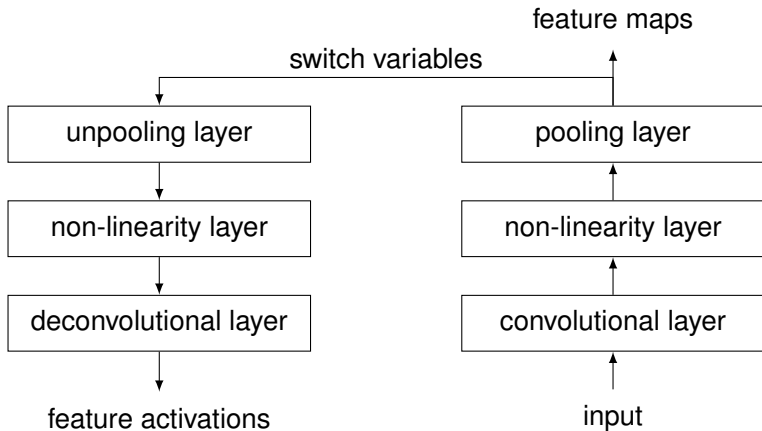 feature maps
switch variables
unpooling layer
pooling layer
non-linearity layer
non-linearity layer
deconvolutional layer
convolutional layer
feature activations
input